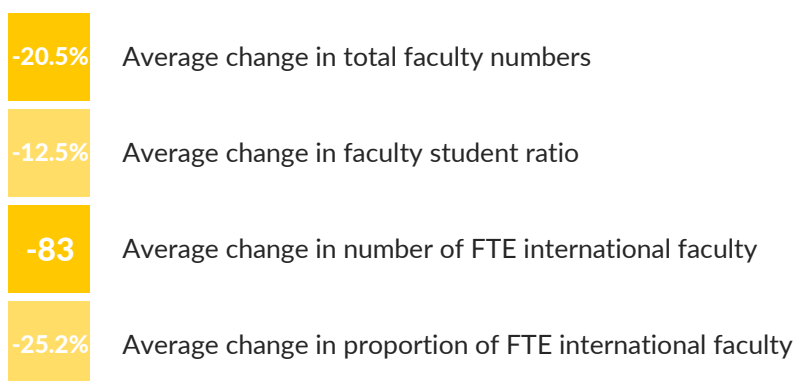 -20.5% Average change in total faculty numbers
-12.5% Average change in faculty student ratio
-83 Average change in number of FTE international faculty
-25.2% Average change in proportion of FTE international faculty